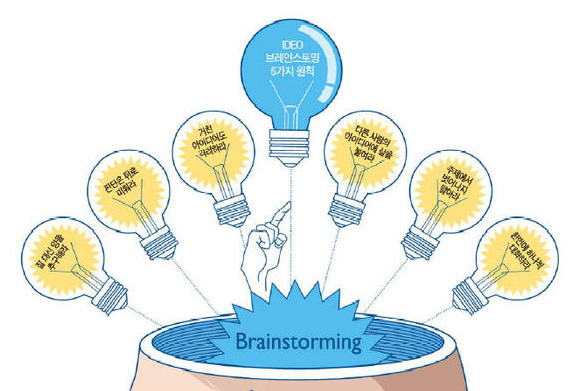 IDEO
브레인스토밍
6가지 원칙
거친
아이디어도
격려하라
다른 사람의
아이디어에 살을
붙여라
판단은 뒤로
미뤄라
주제에서
벗어나지
말아라
질 대신 양을
추구하라
한번에 하나씩
대화하라
Brainstorming